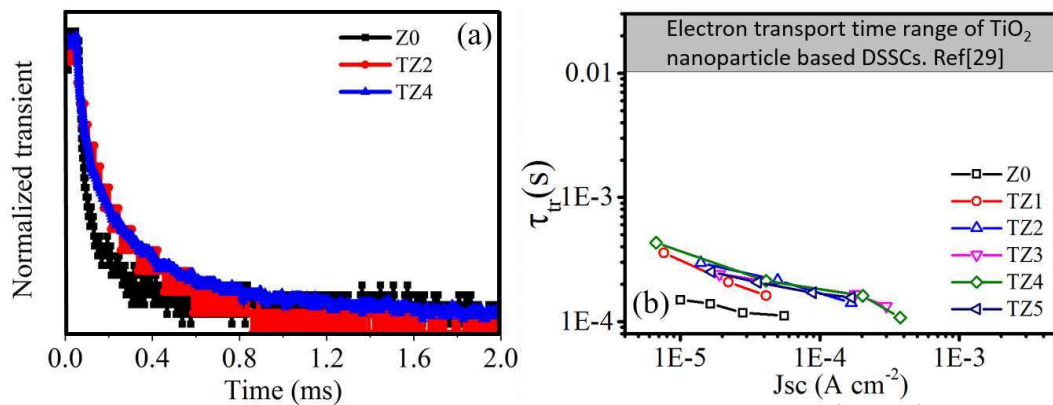 (a)
Z0
TZ2
TZ4
Normalized transient
0.0 0.4 0.8 1.2 1.6 2.0
Time (ms)
Electron transport time range of TiO₂
nanoparticle based DSSCs. Ref[29]
0.01
1E-3
1E-4
τtr(s)
Z0
TZ1
TZ2
TZ3
TZ4
TZ5
(b)
1E-5 1E-4 1E-3
Jsc (A cm⁻²)